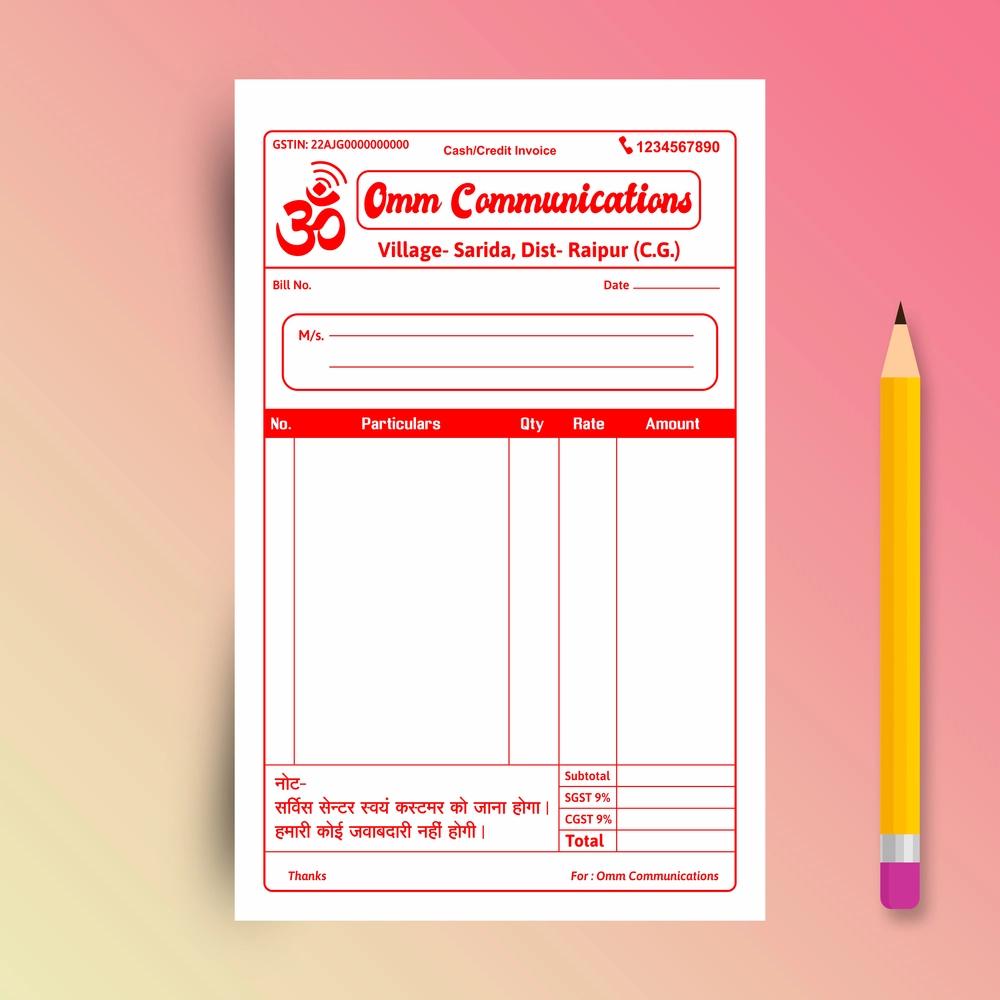 GSTIN: 22AJG0000000000
Cash/Credit Invoice
1234567890
ॐ
Omm Communications
Village- Sarida, Dist- Raipur (C.G.)
Bill No.
Date
M/s.
No. Particulars Qty Rate Amount
नोट-
सर्विस सेन्टर स्वयं कस्टमर को जाना होगा।
हमारी कोई जवाबदारी नहीं होगी।
Subtotal
SGST 9%
CGST 9%
Total
Thanks
For : Omm Communications